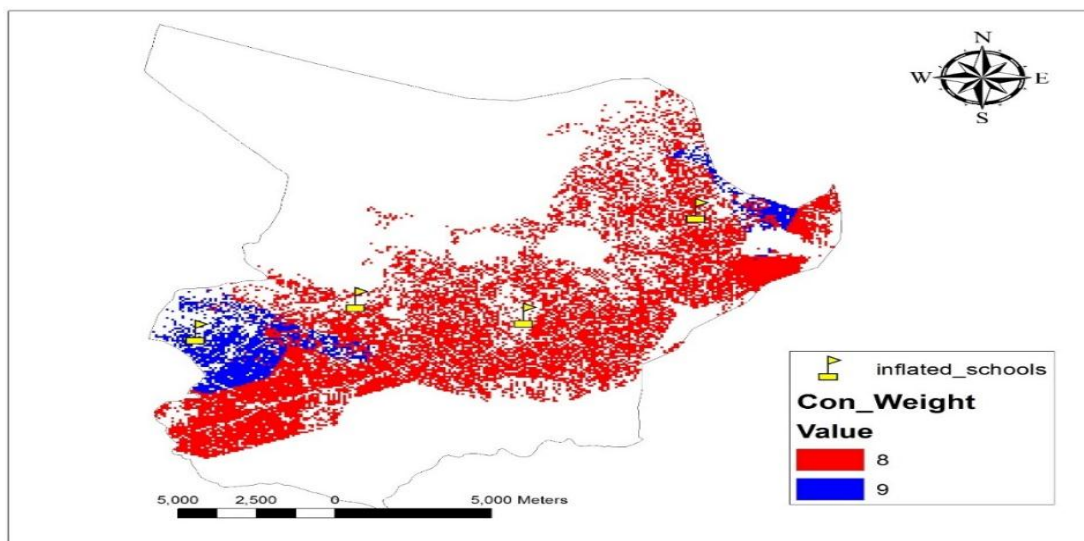 N
W E
S
inflated_schools
Con_Weight
Value
8
9
5,000 2,500 0 5,000 Meters